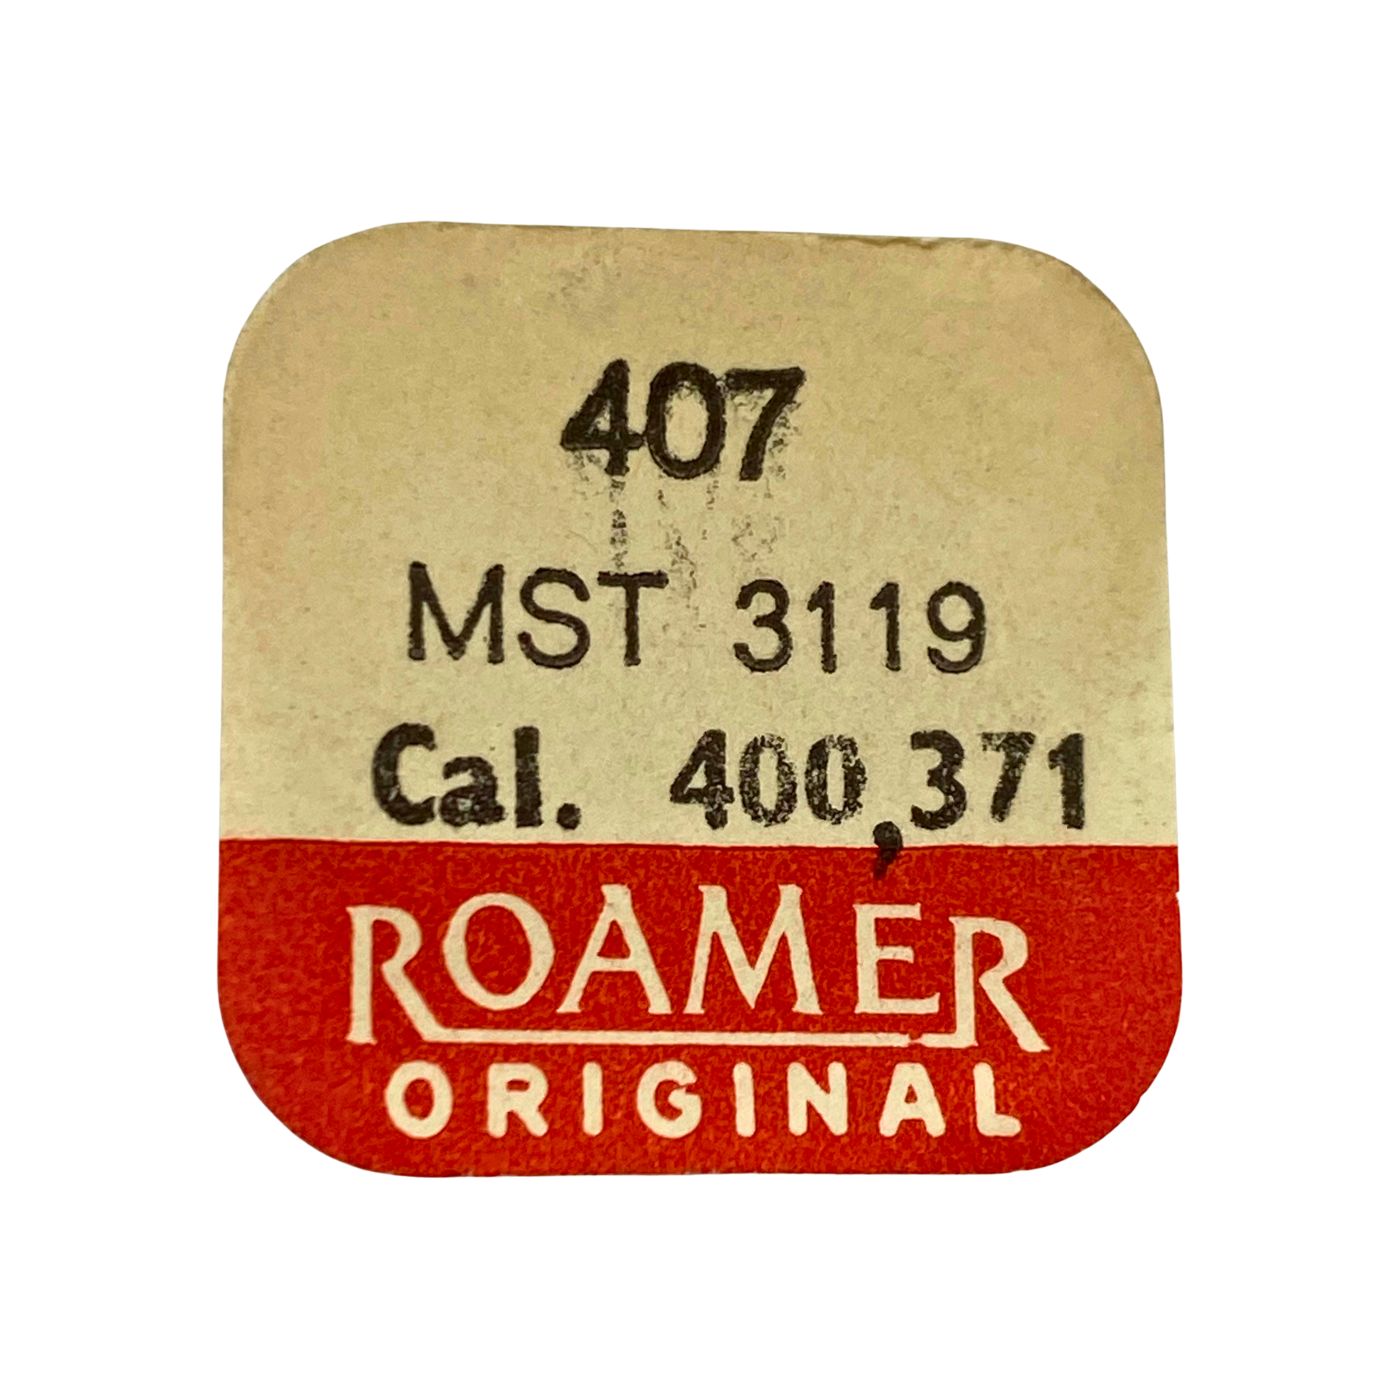 407
MST 3119
Cal. 400,371
ROAMER
ORIGINAL